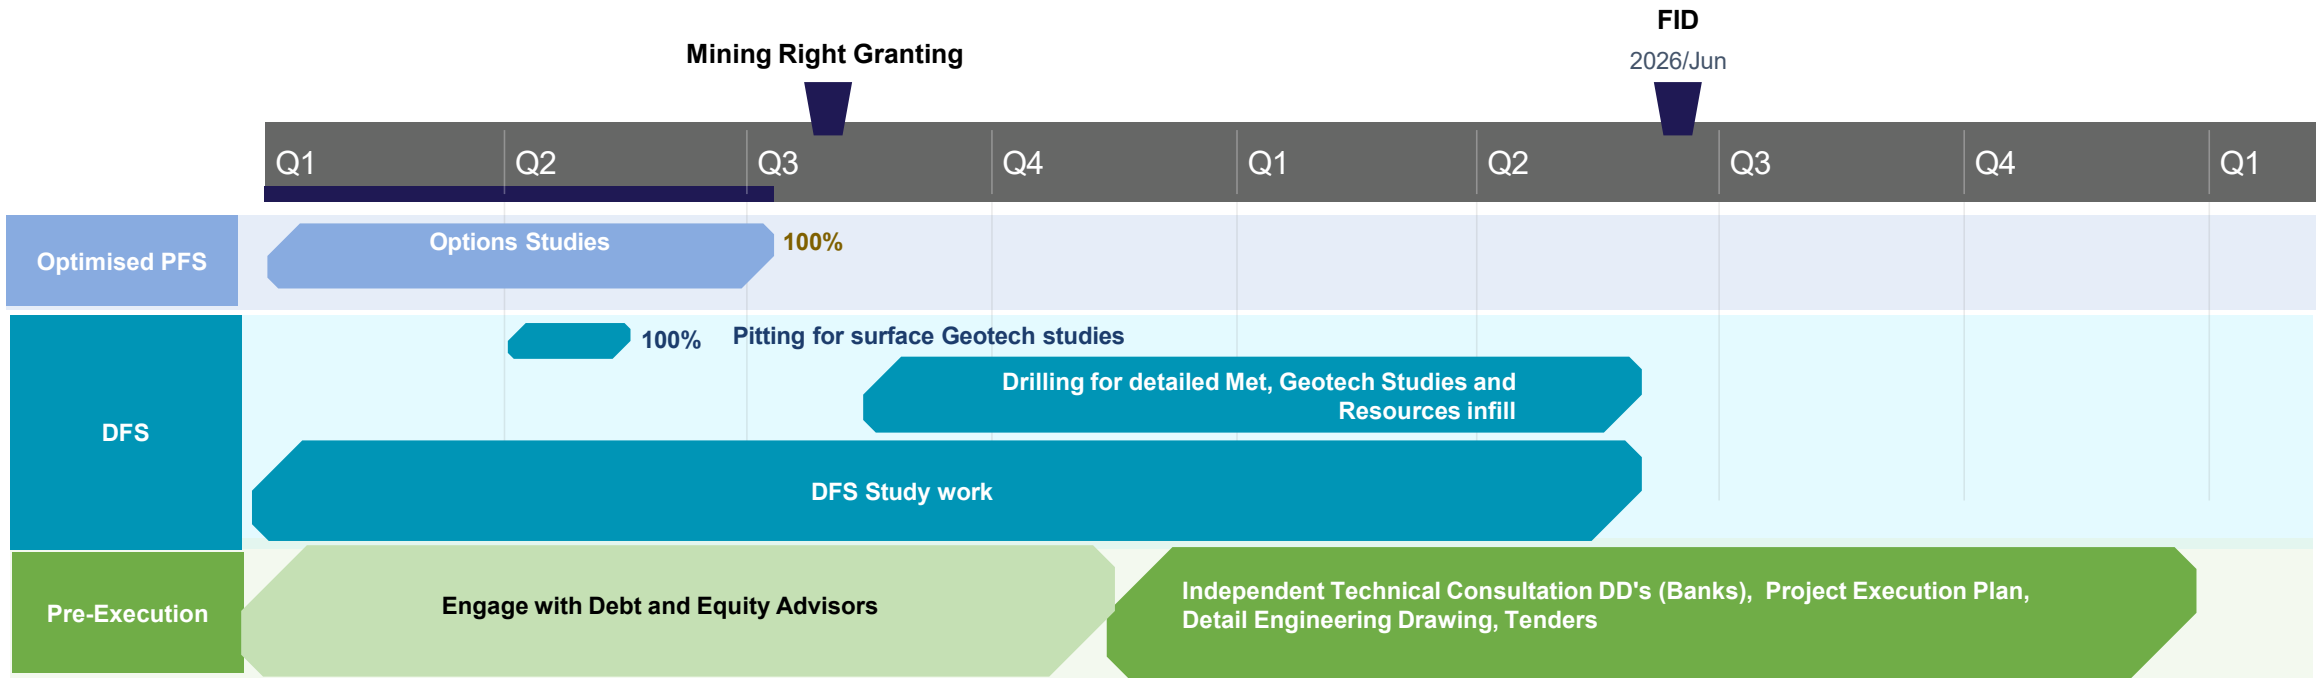 FID
Mining Right Granting
2026/Jun
Q1 Q2 Q3 Q4 Q1 Q2 Q3 Q4 Q1
Optimised PFS
Options Studies
100%
DFS
100%
Pitting for surface Geotech studies
Drilling for detailed Met, Geotech Studies and
Resources infill
DFS Study work
Pre-Execution
Engage with Debt and Equity Advisors
Independent Technical Consultation DD's (Banks), Project Execution Plan,
Detail Engineering Drawing, Tenders